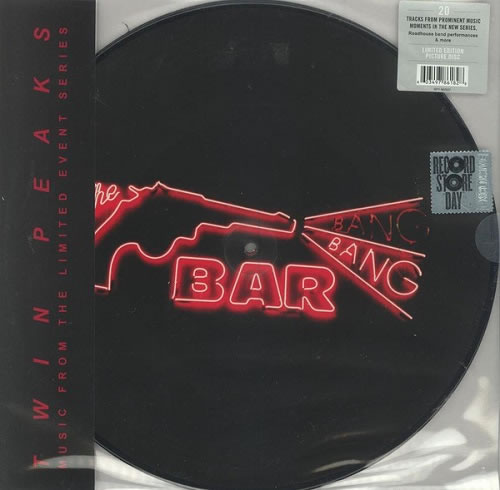 TWIN PEAKS
MUSIC FROM THE LIMITED EVENT SERIES
20
TRACKS FROM PROMINENT MUSIC
MOMENTS IN THE NEW SERIES.
Roadhouse band performances
& more
LIMITED EDITION
PICTURE DISC
RECORD
STORE
DAY
The
BANG
BANG
BAR